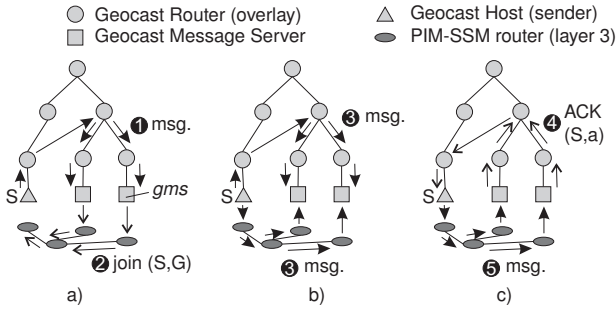 Geocast Router (overlay)
Geocast Host (sender)
Geocast Message Server
PIM-SSM router (layer 3)
❶ msg.
S
gms
❷ join (S,G)
a)
❸ msg.
S
❸ msg.
b)
❹ ACK
(S,a)
S
❺ msg.
c)